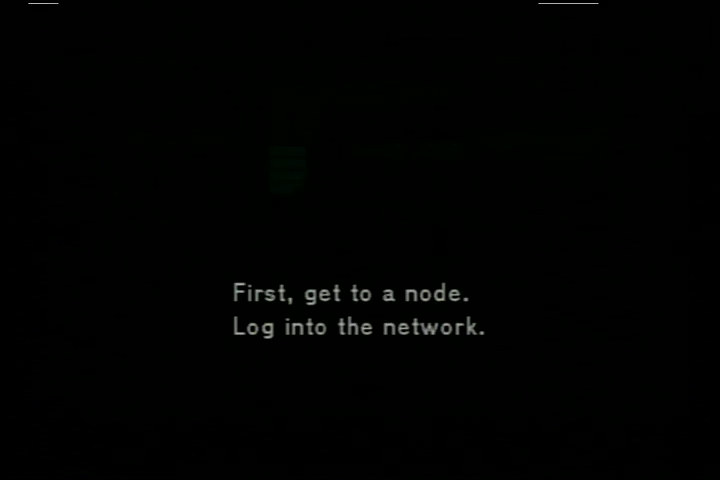 First, get to a node.
Log into the network.